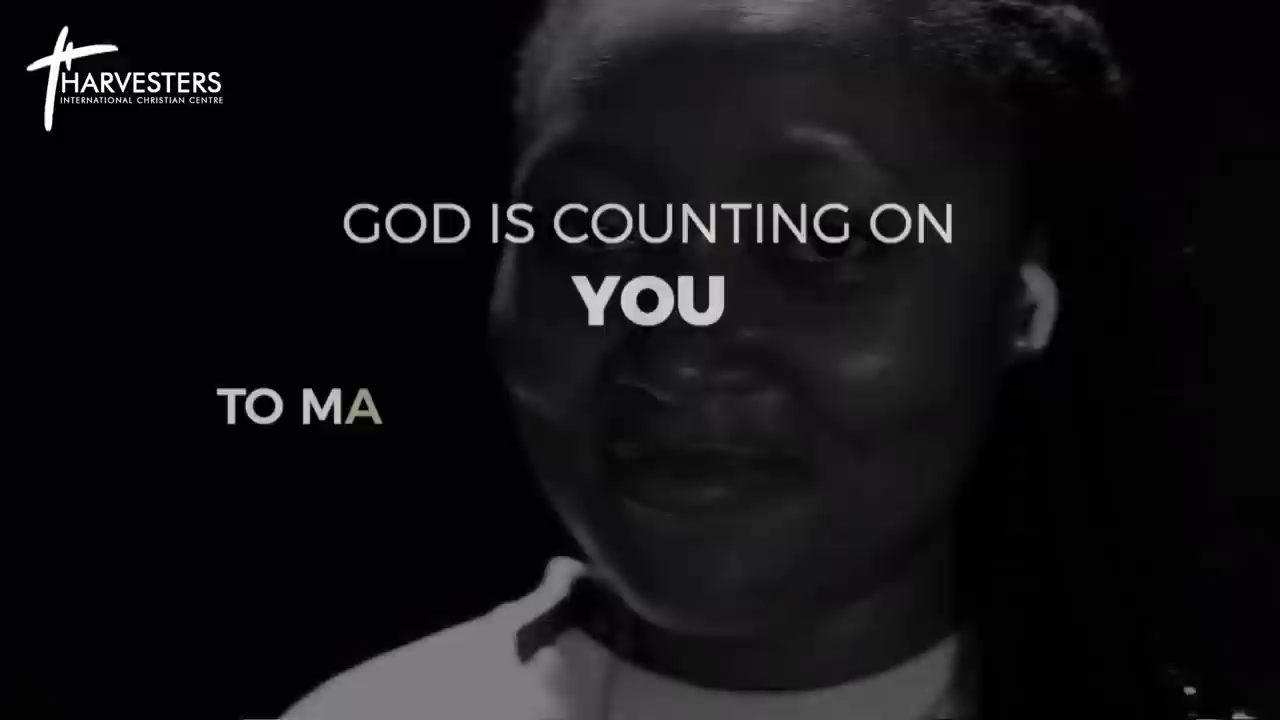 HARVESTERS
INTERNATIONAL CHRISTIAN CENTRE
GOD IS COUNTING ON
YOU
TO MA